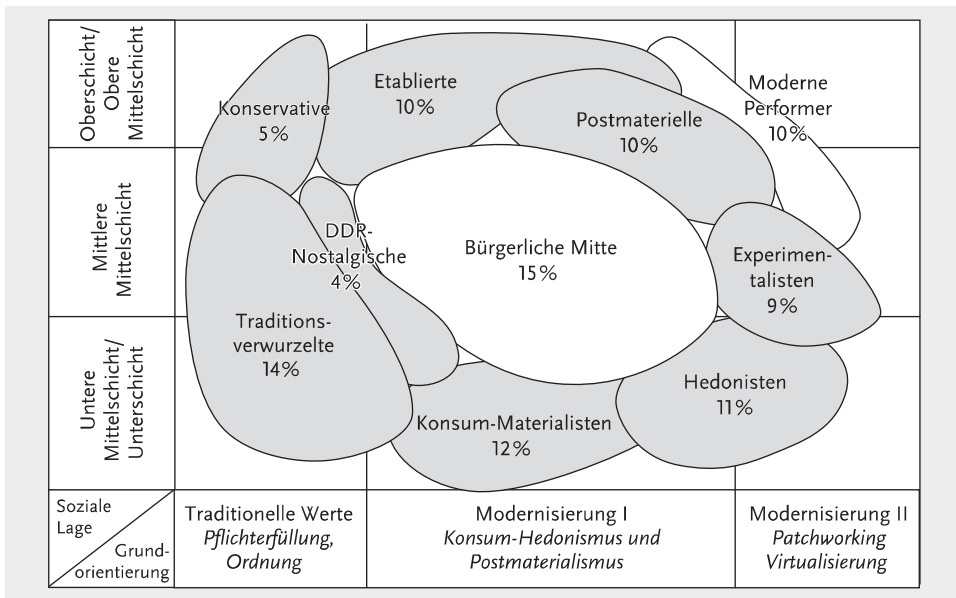 Oberschicht/
Obere
Mittelschicht
Konservative
5%
Etablierte
10%
Postmaterielle
10%
Moderne
Performer
10%
Mittlere
Mittelschicht
DDR-
Nostalgische
4%
Bürgerliche Mitte
15%
Experimen-
talisten
9%
Untere
Mittelschicht/
Unterschicht
Traditions-
verwurzelte
14%
Konsum-Materialisten
12%
Hedonisten
11%
Soziale
Lage
Grund-
orientierung
Traditionelle Werte
Pflichterfüllung,
Ordnung
Modernisierung I
Konsum-Hedonismus und
Postmaterialismus
Modernisierung II
Patchworking
Virtualisierung